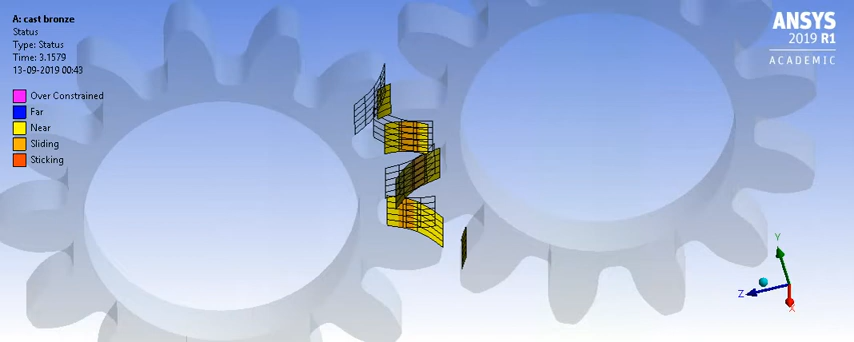 A: cast bronze
Status
Type: Status
Time: 3.1579
13-09-2019 00:43
Over Constrained
Far
Near
Sliding
Sticking
ANSYS
2019 R1
ACADEMIC
Y
Z
X